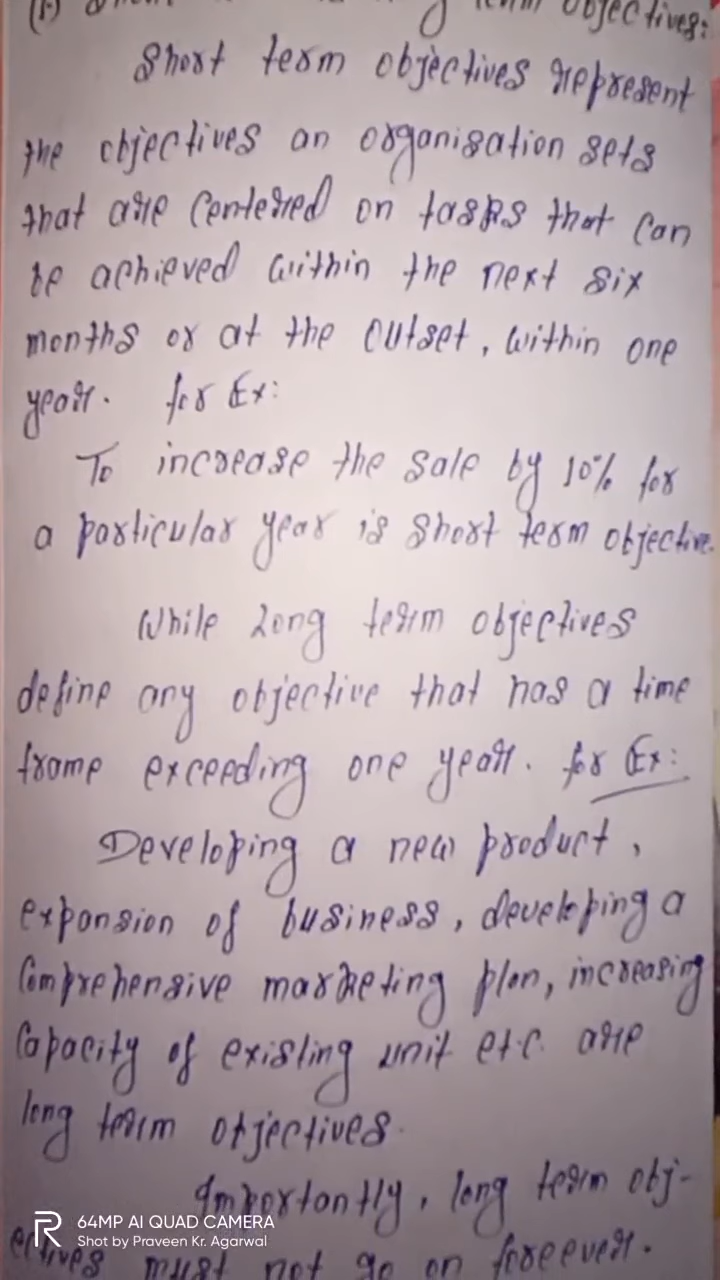 term objectives:
Short term objectives represent
the objectives an organisation sets
that are centered on tasks that can
be achieved within the next six
months or at the outset, within one
year. for Ex:
To increase the sale by 10% for
a particular year is short term objective.
While Long term objectives
define any objective that has a time
frame exceeding one year. for Ex:
Developing a new product,
expansion of business, developing a
comprehensive marketing plan, increasing
capacity of existing unit etc. are
long term objectives.
Importantly, long term obj-
ectives must not go on foreever.
64MP AI QUAD CAMERA
Shot by Praveen Kr. Agarwal